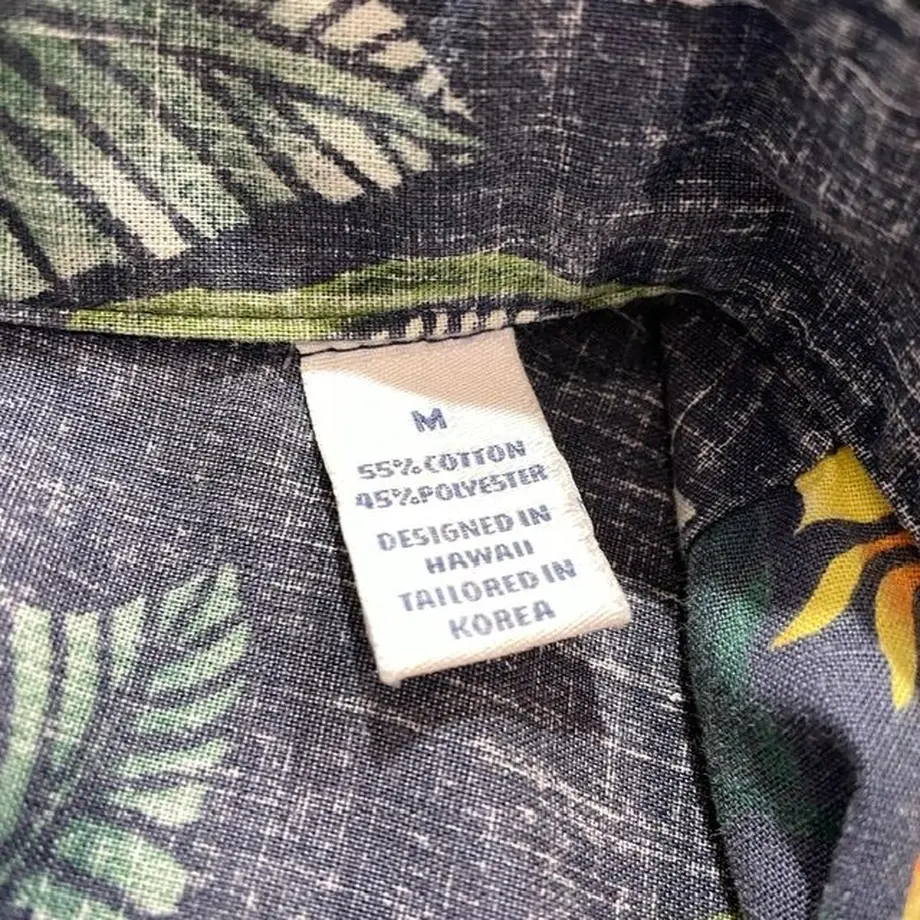 M
55% COTTON
45% POLYESTER
DESIGNED IN
HAWAII
TAILORED IN
KOREA